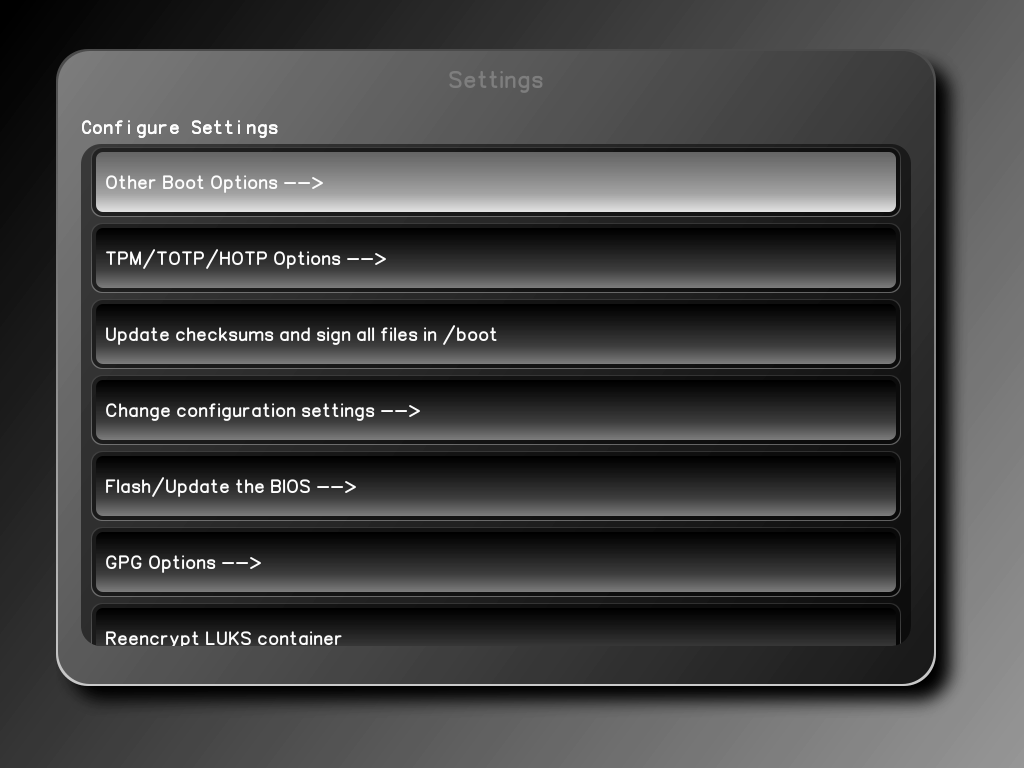 Settings
Configure Settings
Other Boot Options -->
TPM/TOTP/HOTP Options -->
Update checksums and sign all files in /boot
Change configuration settings -->
Flash/Update the BIOS -->
GPG Options -->
Reencrypt LUKS container